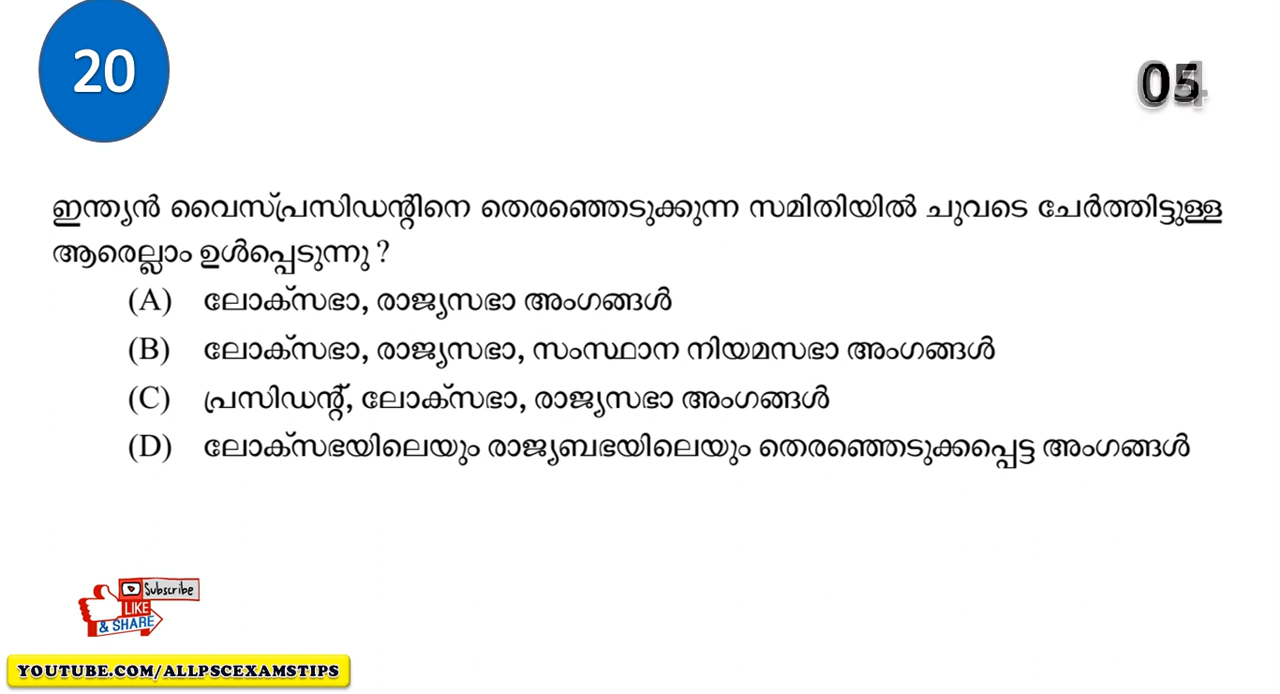 20
ഇന്ത്യൻ വൈസ്പ്രസിഡന്റിനെ തെരഞ്ഞെടുക്കുന്ന സമിതിയിൽ ചുവടെ ചേർത്തിട്ടുള്ള
ആരെല്ലാം ഉൾപ്പെടുന്നു ?
(A) ലോക്സഭാ, രാജ്യസഭാ അംഗങ്ങൾ
(B) ലോക്സഭാ, രാജ്യസഭാ, സംസ്ഥാന നിയമസഭാ അംഗങ്ങൾ
(C) പ്രസിഡന്റ്, ലോക്സഭാ, രാജ്യസഭാ അംഗങ്ങൾ
(D) ലോക്സഭയിലെയും രാജ്യബഭയിലെയും തെരഞ്ഞെടുക്കപ്പെട്ട അംഗങ്ങൾ
Subscribe
LIKE
& SHARE
YOUTUBE.COM/ALLPSCEXAMSTIPS